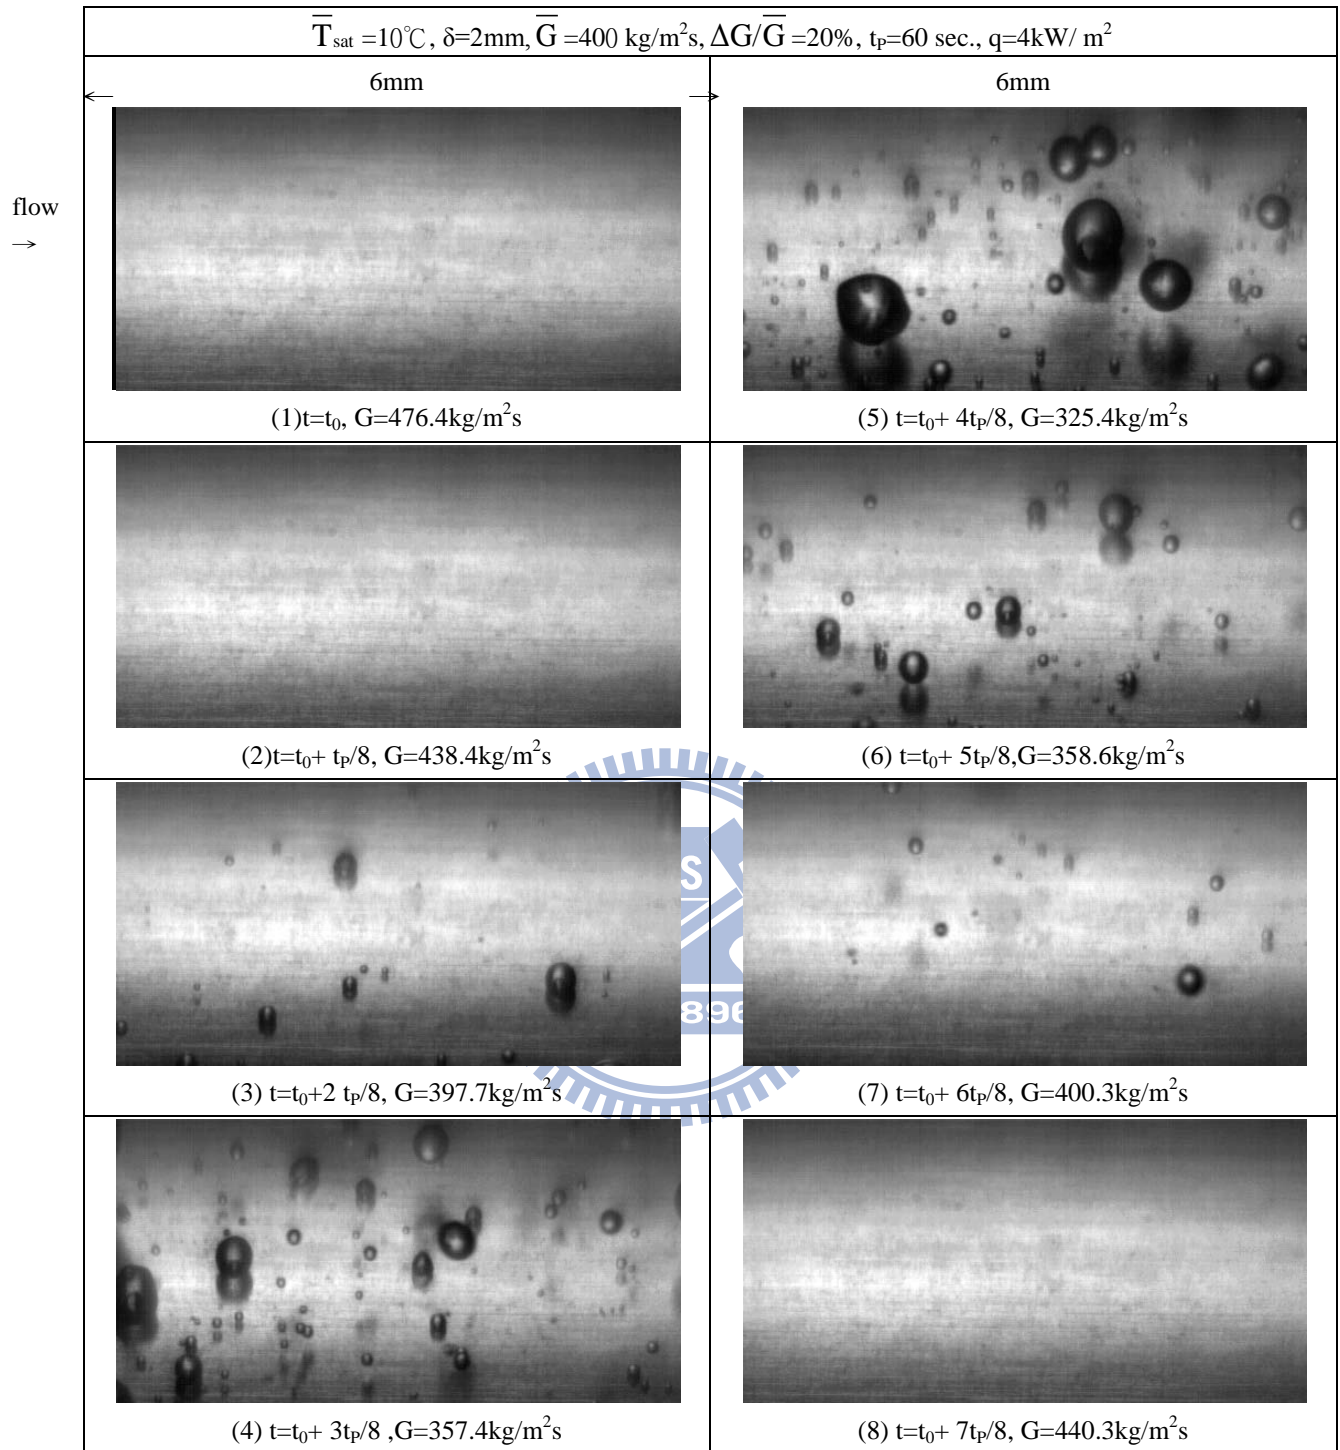 T̅sat =10℃, δ=2mm, G̅ =400 kg/m²s, ΔG/G̅ =20%, tP=60 sec., q=4kW/ m²
6mm
6mm
flow
(1)t=t₀, G=476.4kg/m²s
(5) t=t₀+ 4tP/8, G=325.4kg/m²s
(2)t=t₀+ tP/8, G=438.4kg/m²s
(6) t=t₀+ 5tP/8,G=358.6kg/m²s
S
896
(3) t=t₀+2 tP/8, G=397.7kg/m²s
(7) t=t₀+ 6tP/8, G=400.3kg/m²s
(4) t=t₀+ 3tP/8 ,G=357.4kg/m²s
(8) t=t₀+ 7tP/8, G=440.3kg/m²s